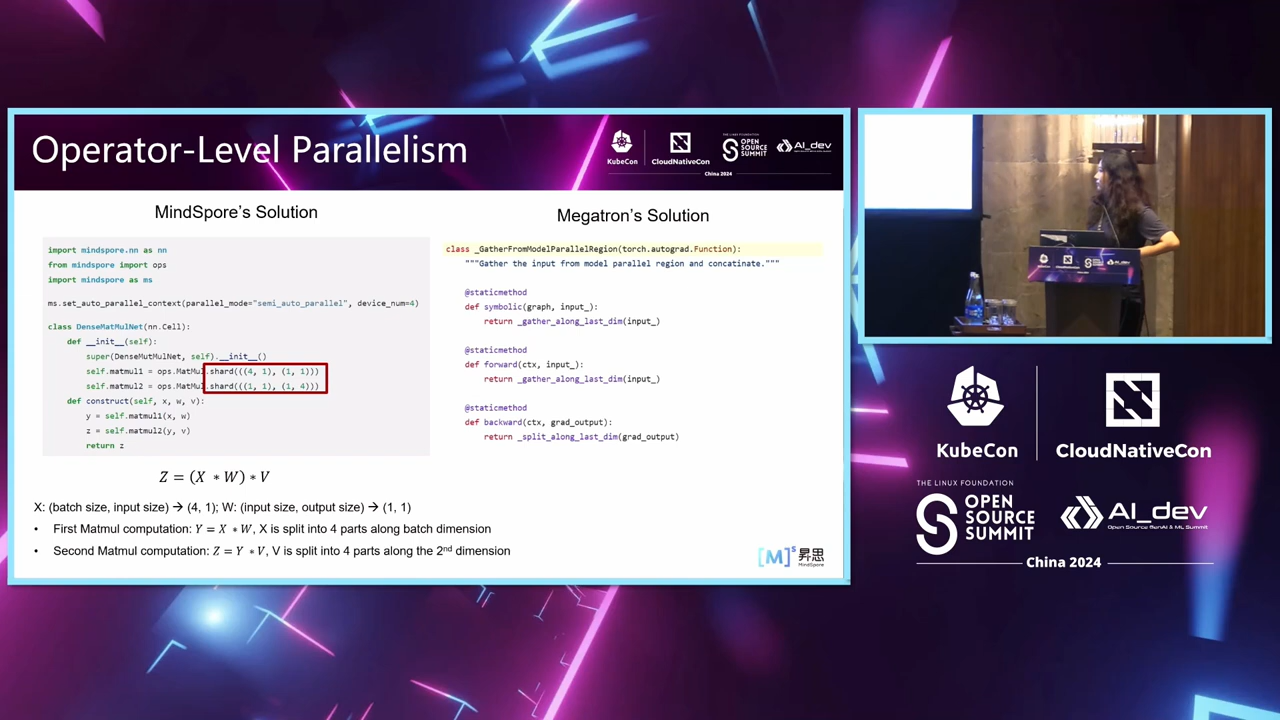 Operator-Level Parallelism
KubeCon
CloudNativeCon
THE LINUX FOUNDATION
OPEN SOURCE SUMMIT
AI_dev
China 2024
MindSpore's Solution
import mindspore.nn as nn
from mindspore import ops
import mindspore as ms
ms.set_auto_parallel_context(parallel_mode="semi_auto_parallel", device_num=4)
class DenseMatMulNet(nn.Cell):
def __init__(self):
super(DenseMutMulNet, self).__init__()
self.matmul1 = ops.MatMul.shard(((4, 1), (1, 1)))
self.matmul2 = ops.MatMul.shard(((1, 1), (1, 4)))
def construct(self, x, w, v):
y = self.matmul1(x, w)
z = self.matmul2(y, v)
return z
Z = (X * W) * V
X: (batch size, input size) → (4, 1); W: (input size, output size) → (1, 1)
• First Matmul computation: Y = X * W, X is split into 4 parts along batch dimension
• Second Matmul computation: Z = Y * V, V is split into 4 parts along the 2nd dimension
Megatron's Solution
class _GatherFromModelParallelRegion(torch.autograd.Function):
"""Gather the input from model parallel region and concatinate."""
@staticmethod
def symbolic(graph, input_):
return _gather_along_last_dim(input_)
@staticmethod
def forward(ctx, input_):
return _gather_along_last_dim(input_)
@staticmethod
def backward(ctx, grad_output):
return _split_along_last_dim(grad_output)
[M]s 昇思
MindSpore
KubeCon
CloudNativeCon
THE LINUX FOUNDATION
OPEN
SOURCE
SUMMIT
AI_dev
Open Source GenAI & ML Summit
China 2024